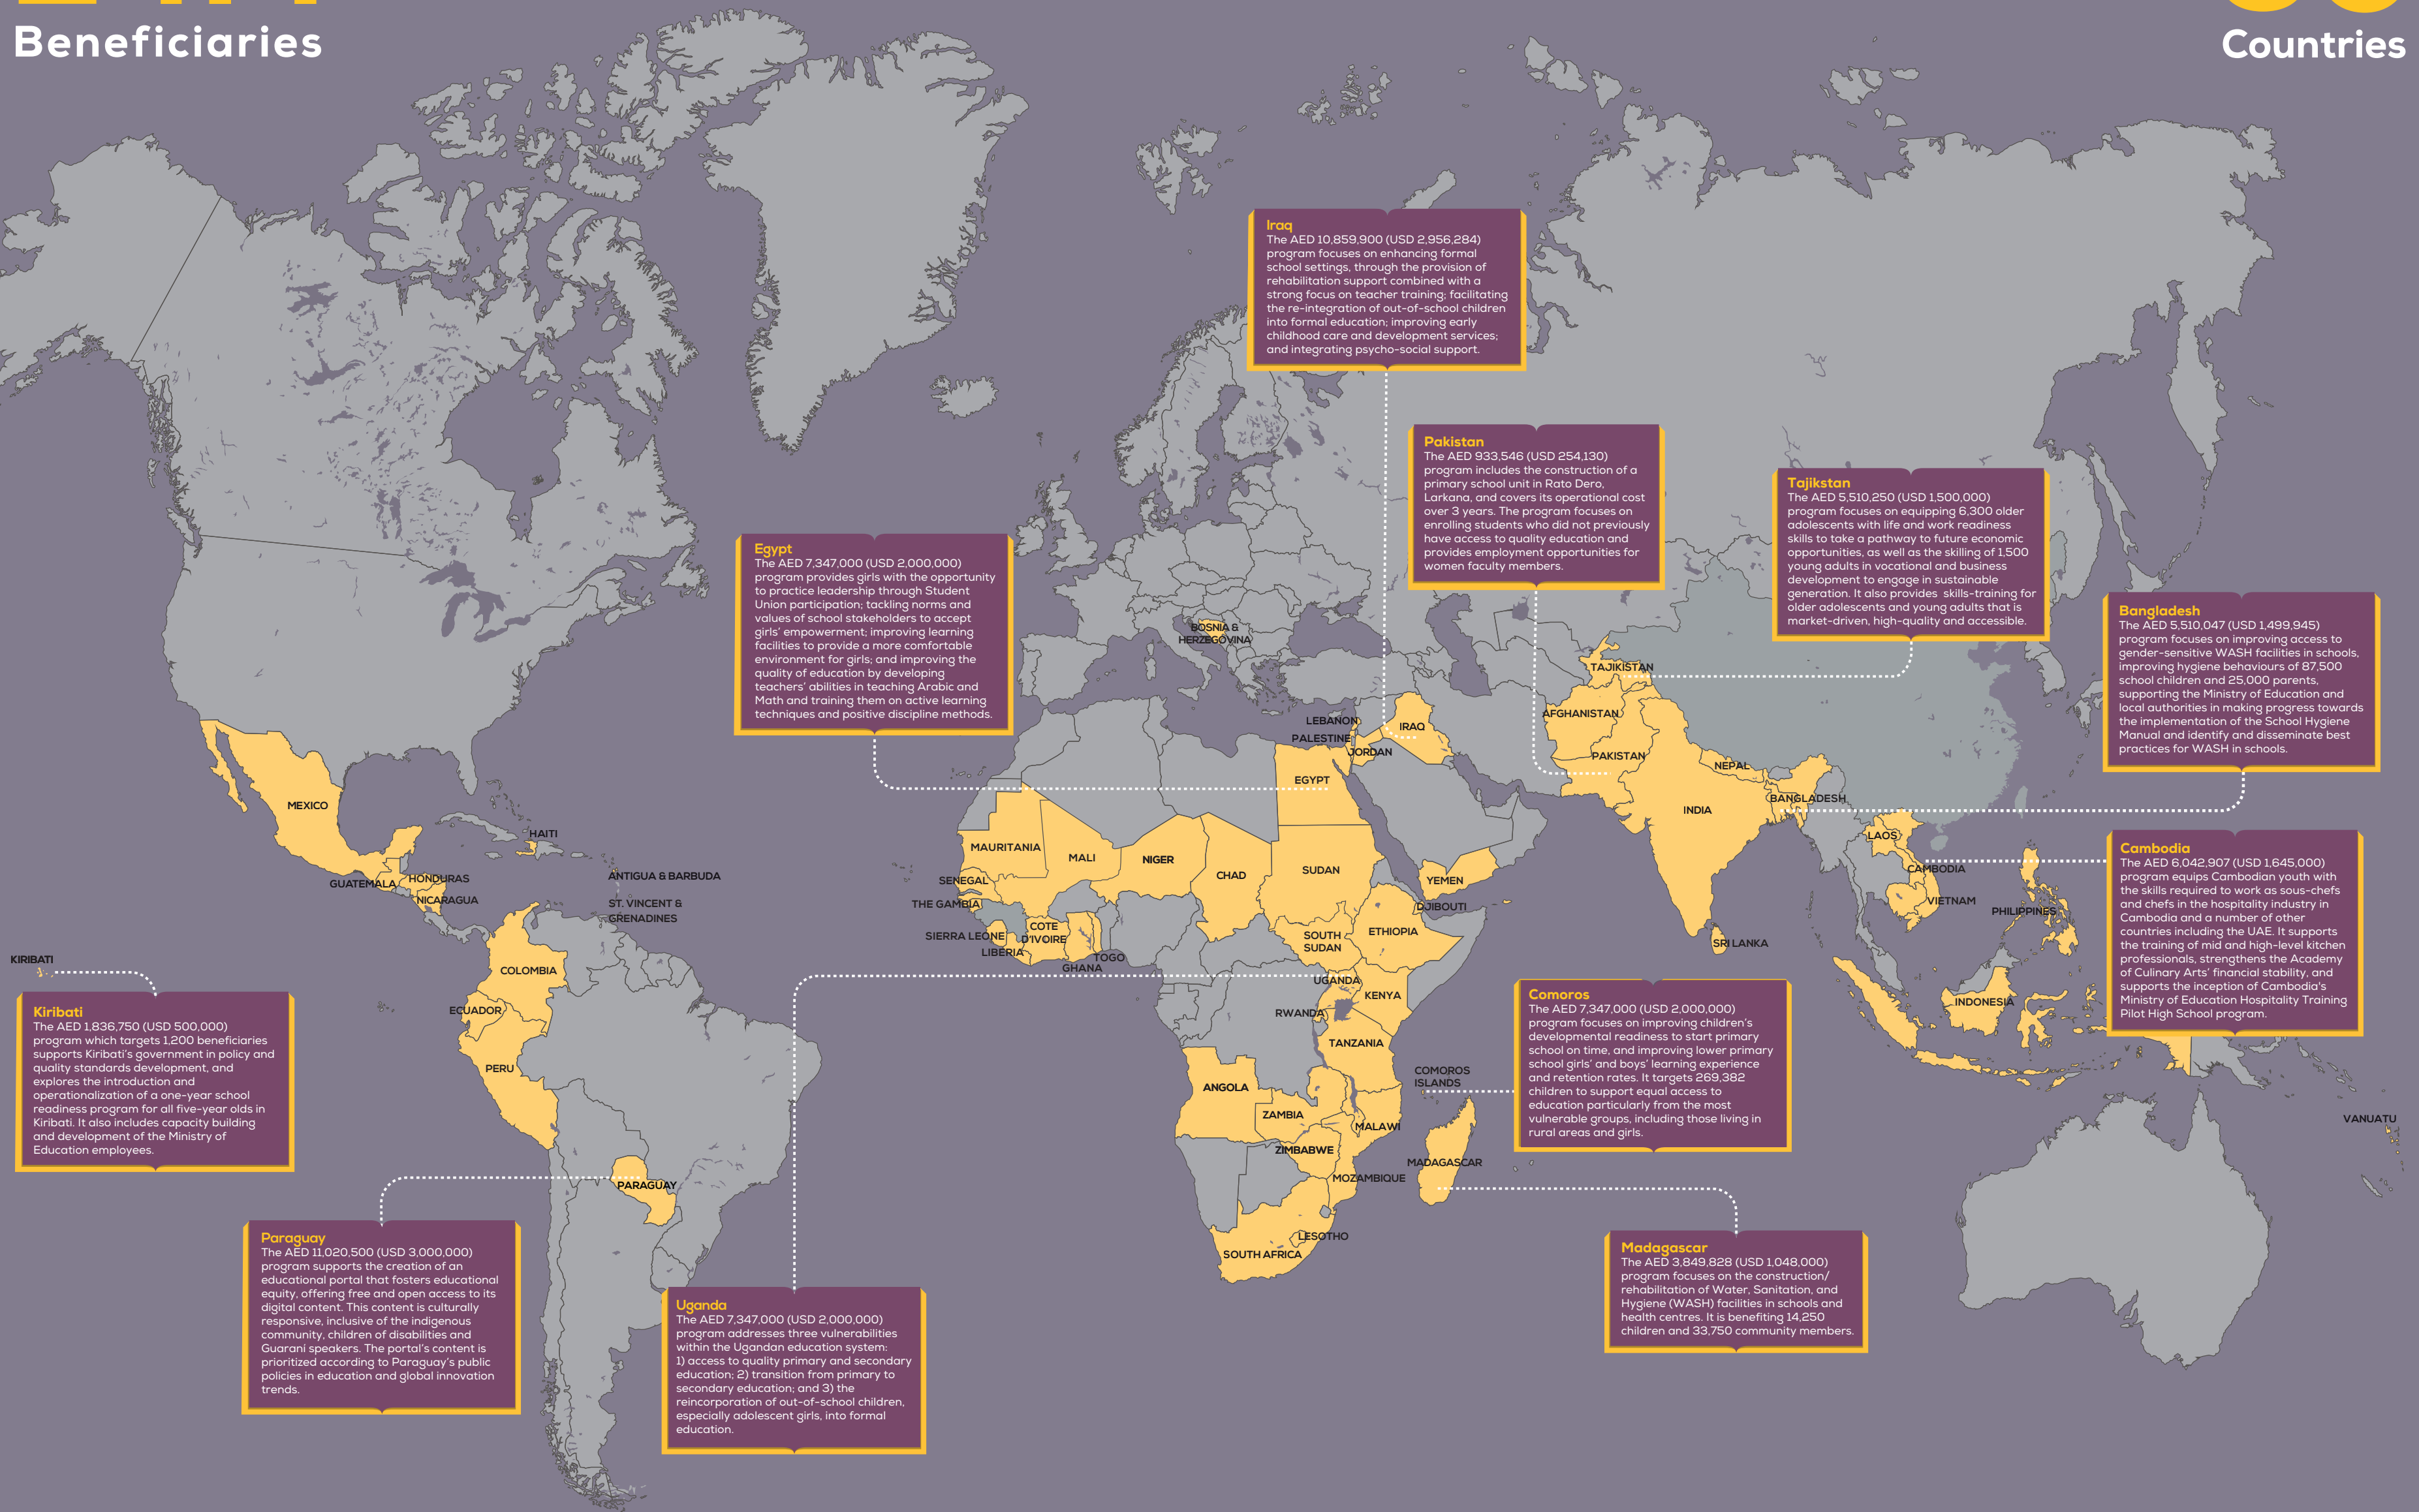 Beneficiaries
Countries
Iraq
The AED 10,859,900 (USD 2,956,284)
program focuses on enhancing formal
school settings, through the provision of
rehabilitation support combined with a
strong focus on teacher training; facilitating
the re-integration of out-of-school children
into formal education; improving early
childhood care and development services;
and integrating psycho-social support.
Pakistan
The AED 933,546 (USD 254,130)
program includes the construction of a
primary school unit in Rato Dero,
Larkana, and covers its operational cost
over 3 years. The program focuses on
enrolling students who did not previously
have access to quality education and
provides employment opportunities for
women faculty members.
Tajikstan
The AED 5,510,250 (USD 1,500,000)
program focuses on equipping 6,300 older
adolescents with life and work readiness
skills to take a pathway to future economic
opportunities, as well as the skilling of 1,500
young adults in vocational and business
development to engage in sustainable
generation. It also provides skills-training for
older adolescents and young adults that is
market-driven, high-quality and accessible.
Egypt
The AED 7,347,000 (USD 2,000,000)
program provides girls with the opportunity
to practice leadership through Student
Union participation; tackling norms and
values of school stakeholders to accept
girls' empowerment; improving learning
facilities to provide a more comfortable
environment for girls; and improving the
quality of education by developing
teachers' abilities in teaching Arabic and
Math and training them on active learning
techniques and positive discipline methods.
Bangladesh
The AED 5,510,047 (USD 1,499,945)
program focuses on improving access to
gender-sensitive WASH facilities in schools,
improving hygiene behaviours of 87,500
school children and 25,000 parents,
supporting the Ministry of Education and
local authorities in making progress towards
the implementation of the School Hygiene
Manual and identify and disseminate best
practices for WASH in schools.
BOSNIA &
HERZEGOVINA
TAJIKISTAN
AFGHANISTAN
LEBANON
IRAQ
PALESTINE
JORDAN
PAKISTAN
NEPAL
EGYPT
BANGLADESH
INDIA
MEXICO
HAITI
LAOS
MAURITANIA
MALI
NIGER
CHAD
SUDAN
YEMEN
CAMBODIA
VIETNAM
PHILIPPINES
GUATEMALA
HONDURAS
NICARAGUA
ANTIGUA & BARBUDA
ST. VINCENT &
GRENADINES
SENEGAL
THE GAMBIA
DJIBOUTI
SIERRA LEONE
COTE
D'IVOIRE
LIBERIA
GHANA
TOGO
SOUTH
SUDAN
ETHIOPIA
SRI LANKA
Cambodia
The AED 6,042,907 (USD 1,645,000)
program equips Cambodian youth with
the skills required to work as sous-chefs
and chefs in the hospitality industry in
Cambodia and a number of other
countries including the UAE. It supports
the training of mid and high-level kitchen
professionals, strengthens the Academy
of Culinary Arts' financial stability, and
supports the inception of Cambodia's
Ministry of Education Hospitality Training
Pilot High School program.
KIRIBATI
COLOMBIA
ECUADOR
PERU
UGANDA
KENYA
RWANDA
TANZANIA
INDONESIA
Kiribati
The AED 1,836,750 (USD 500,000)
program which targets 1,200 beneficiaries
supports Kiribati's government in policy and
quality standards development, and
explores the introduction and
operationalization of a one-year school
readiness program for all five-year olds in
Kiribati. It also includes capacity building
and development of the Ministry of
Education employees.
Comoros
The AED 7,347,000 (USD 2,000,000)
program focuses on improving children's
developmental readiness to start primary
school on time, and improving lower primary
school girls' and boys' learning experience
and retention rates. It targets 269,382
children to support equal access to
education particularly from the most
vulnerable groups, including those living in
rural areas and girls.
COMOROS
ISLANDS
ANGOLA
ZAMBIA
MALAWI
ZIMBABWE
MADAGASCAR
MOZAMBIQUE
VANUATU
PARAGUAY
LESOTHO
SOUTH AFRICA
Paraguay
The AED 11,020,500 (USD 3,000,000)
program supports the creation of an
educational portal that fosters educational
equity, offering free and open access to its
digital content. This content is culturally
responsive, inclusive of the indigenous
community, children of disabilities and
Guarani speakers. The portal's content is
prioritized according to Paraguay's public
policies in education and global innovation
trends.
Uganda
The AED 7,347,000 (USD 2,000,000)
program addresses three vulnerabilities
within the Ugandan education system:
1) access to quality primary and secondary
education; 2) transition from primary to
secondary education; and 3) the
reincorporation of out-of-school children,
especially adolescent girls, into formal
education.
Madagascar
The AED 3,849,828 (USD 1,048,000)
program focuses on the construction/
rehabilitation of Water, Sanitation, and
Hygiene (WASH) facilities in schools and
health centres. It is benefiting 14,250
children and 33,750 community members.